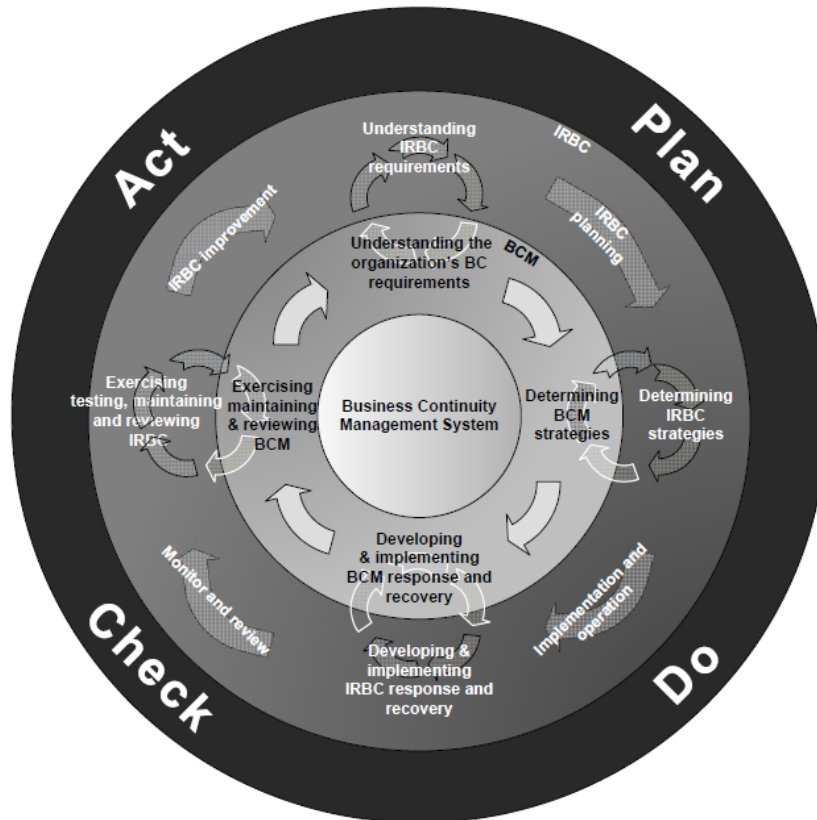 Act
Plan
Understanding
IRBC
requirements
IRBC
IRBC improvement
IRBC
planning
Understanding the
organization's BC
requirements
BCM
Exercising
testing, maintaining
and reviewing
IRBC
Exercising
maintaining
& reviewing
BCM
Business Continuity
Management System
Determining
BCM
strategies
Determining
IRBC
strategies
Developing
& implementing
BCM response and
recovery
Monitor and review
Implementation and
operation
Developing &
implementing
IRBC response and
recovery
Check
Do